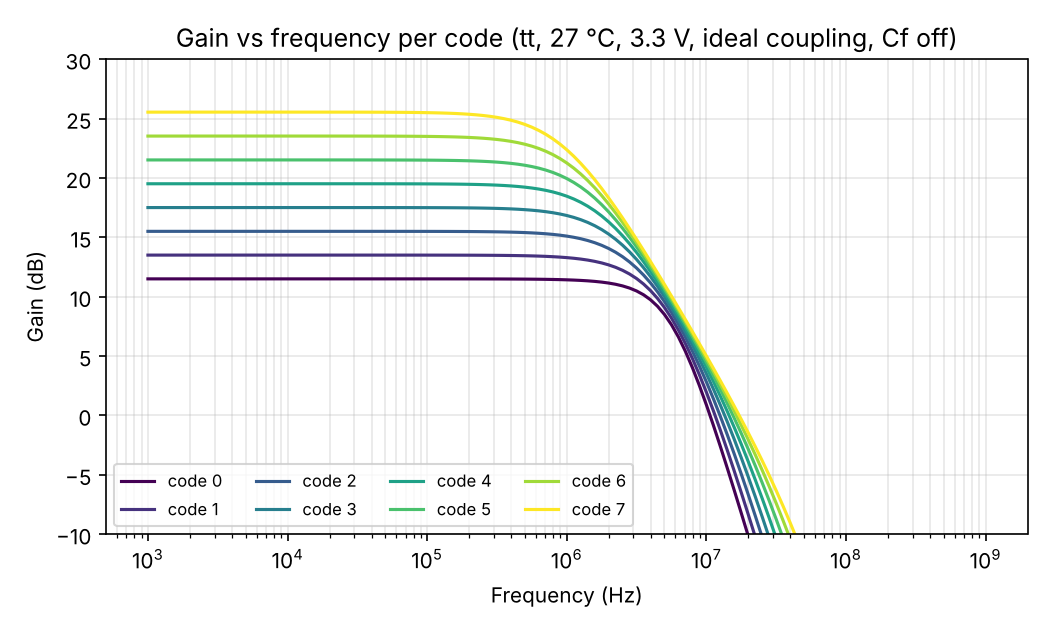 Gain vs frequency per code (tt, 27 °C, 3.3 V, ideal coupling, Cf off)
30
25
20
15
10
5
0
−5
−10
Gain (dB)
code 0 code 2 code 4 code 6
code 1 code 3 code 5 code 7
10³ 10⁴ 10⁵ 10⁶ 10⁷ 10⁸ 10⁹
Frequency (Hz)